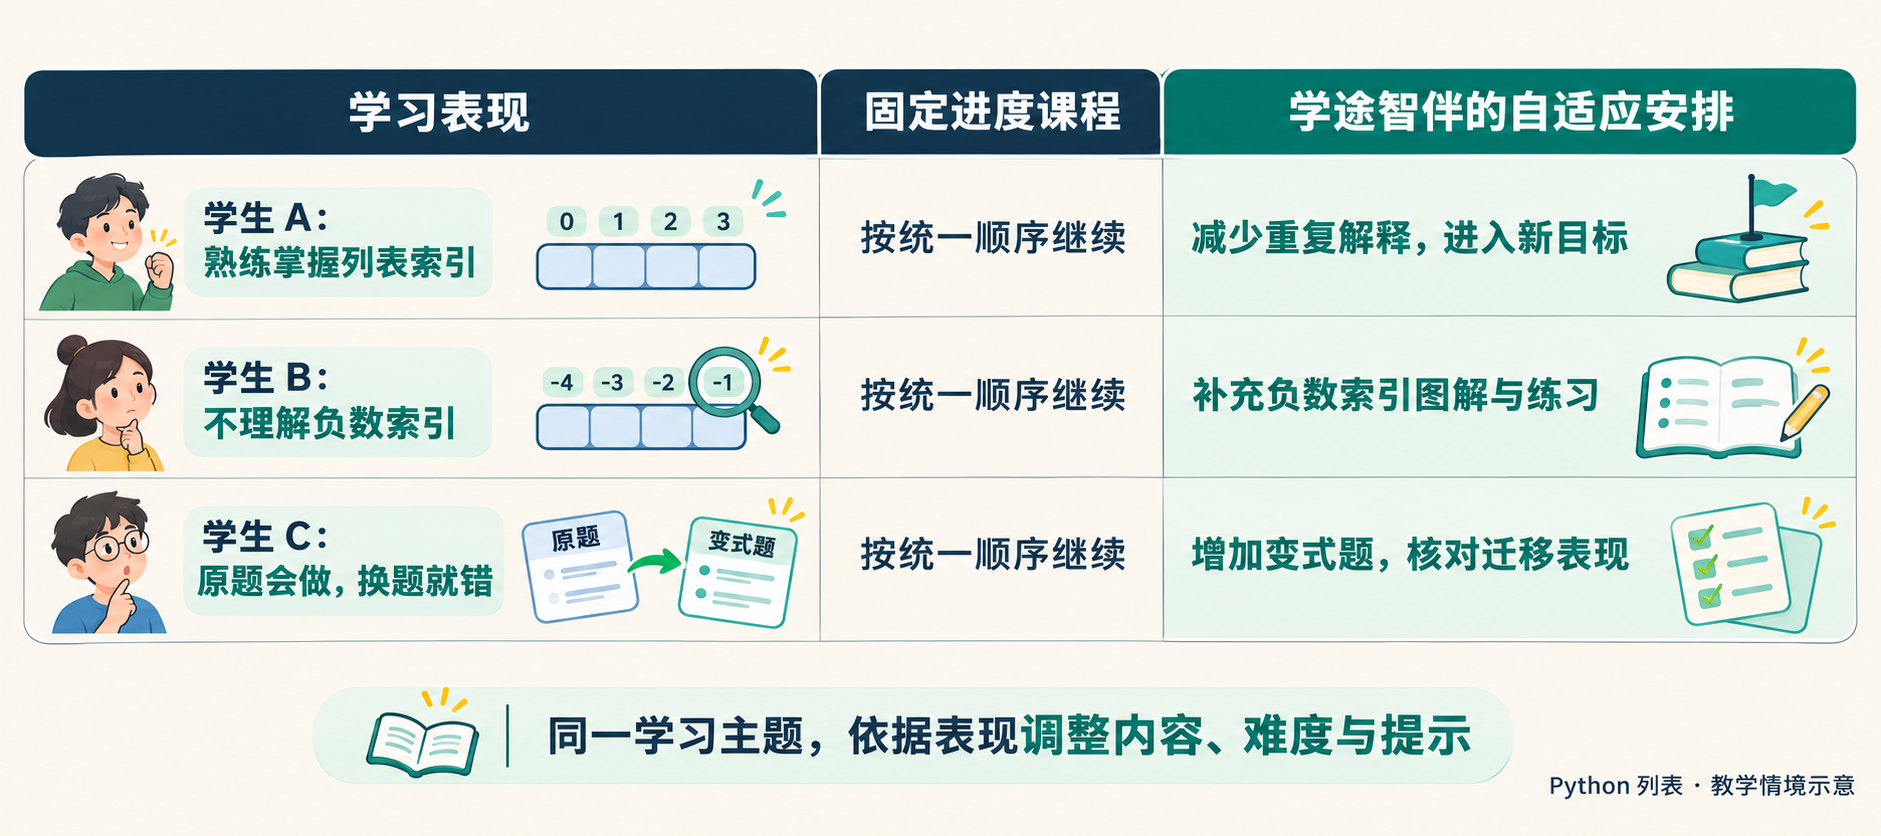 学习表现
固定进度课程
学途智伴的自适应安排
学生 A：
熟练掌握列表索引
0 1 2 3
按统一顺序继续
减少重复解释，进入新目标
学生 B：
不理解负数索引
-4 -3 -2 -1
按统一顺序继续
补充负数索引图解与练习
学生 C：
原题会做，换题就错
原题
变式题
按统一顺序继续
增加变式题，核对迁移表现
同一学习主题，依据表现调整内容、难度与提示
Python 列表 · 教学情境示意